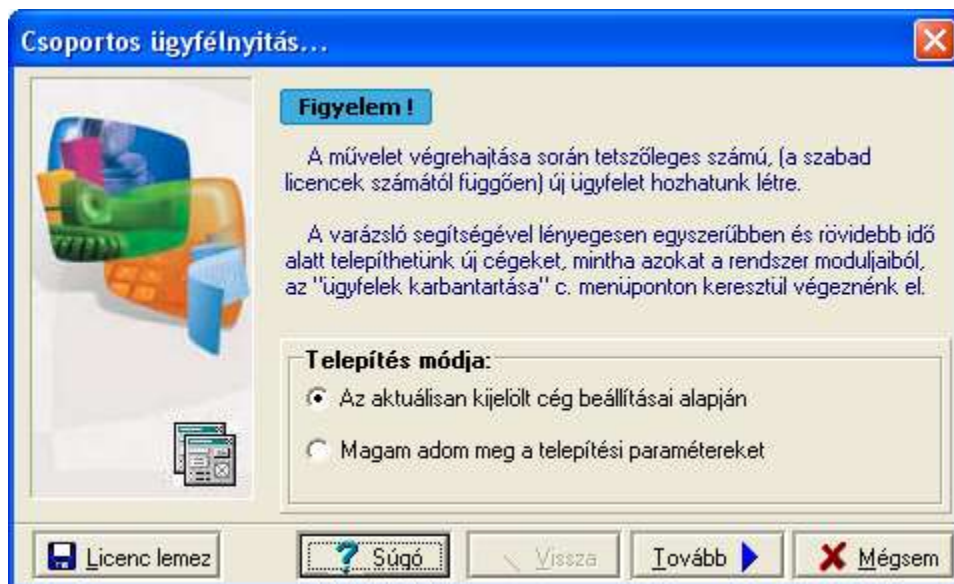 Csoportos ügyfélnyitás...
Figyelem !
A művelet végrehajtása során tetszőleges számú, (a szabad
licencek számától függően) új ügyfelet hozhatunk létre.
A varázsló segítségével lényegesen egyszerűbben és rövidebb idő
alatt telepíthetünk új cégeket, mintha azokat a rendszer moduljaiból,
az "ügyfelek karbantartása" c. menüponton keresztül végeznénk el.
Telepítés módja:
Az aktuálisan kijelölt cég beállításai alapján
Magam adom meg a telepítési paramétereket
Licenc lemez
Súgó
Vissza
Tovább
Mégsem